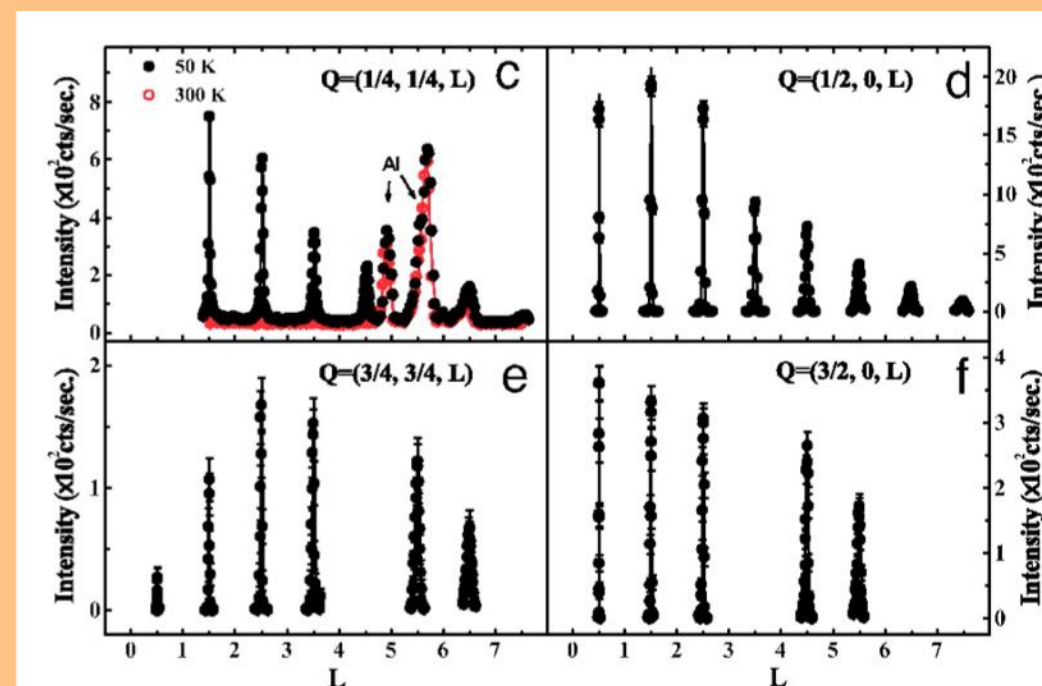 50 K
300 K
Q=(1/4, 1/4, L)
c
Al
Intensity (x10²cts/sec.)
8
6
4
2
0
Q=(1/2, 0, L)
d
20
15
10
5
0
Intensity (x10²cts/sec.)
Q=(3/4, 3/4, L)
e
Intensity (x10²cts/sec.)
2
1
0
0 1 2 3 4 5 6 7
L
Q=(3/2, 0, L)
f
4
3
2
1
0
Intensity (x10²cts/sec.)
0 1 2 3 4 5 6 7
L